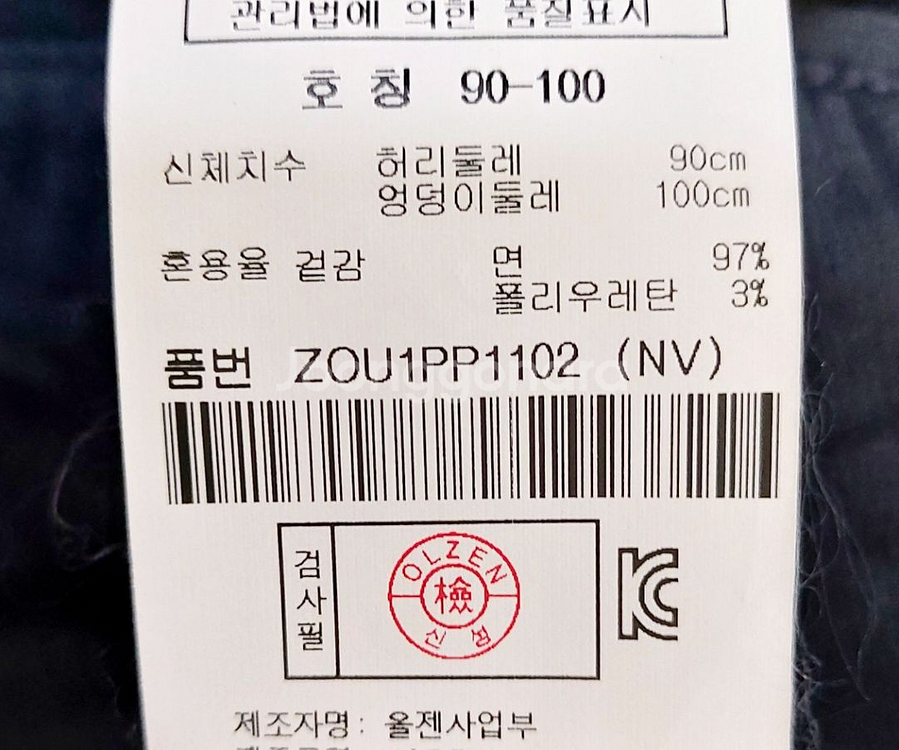 관리법에 의한 품질표시
호 칭 90-100
신체치수 허리둘레 90cm
엉덩이둘레 100cm
혼용율 겉감 면 97%
폴리우레탄 3%
품번 ZOU1PP1102 (NV)
Joonggonara
검사필
OLZEN
檢
신성
KC
제조자명: 올젠사업부